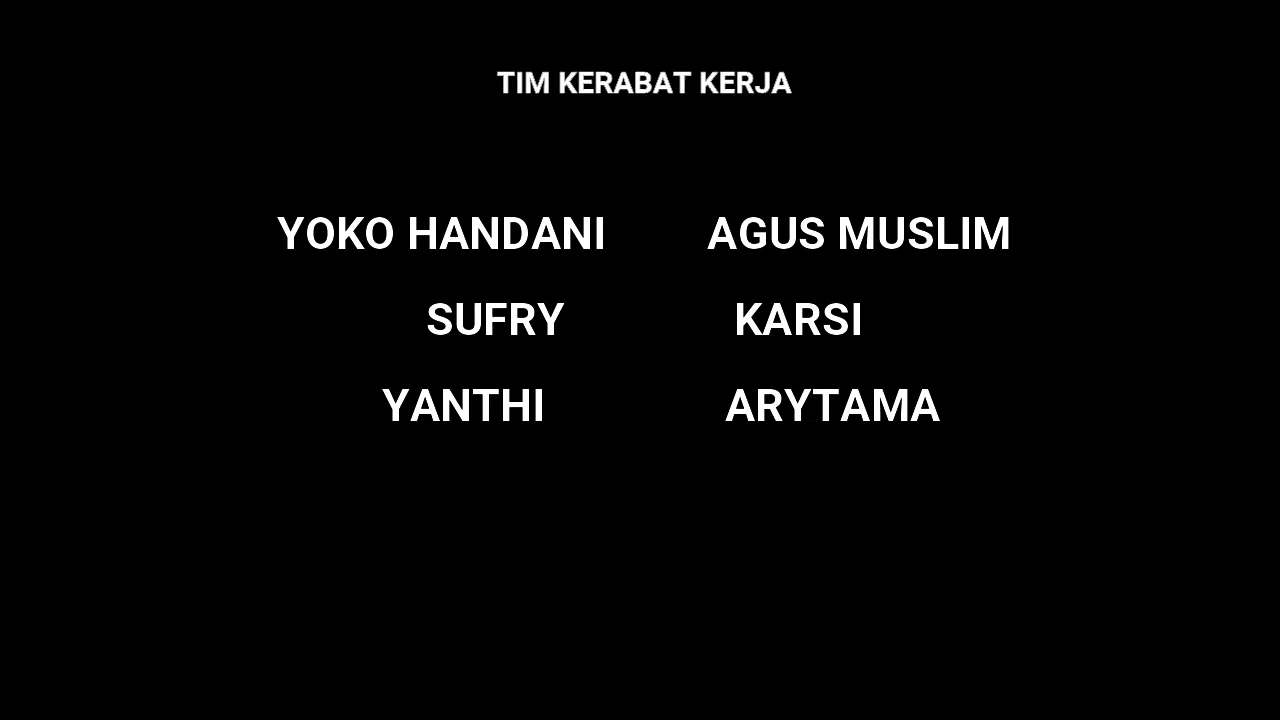 TIM KERABAT KERJA
YOKO HANDANI AGUS MUSLIM
SUFRY KARSI
YANTHI ARYTAMA